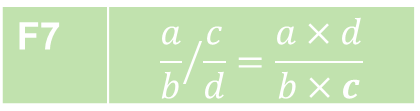 F7
a/b / c/d = a × d / b × c